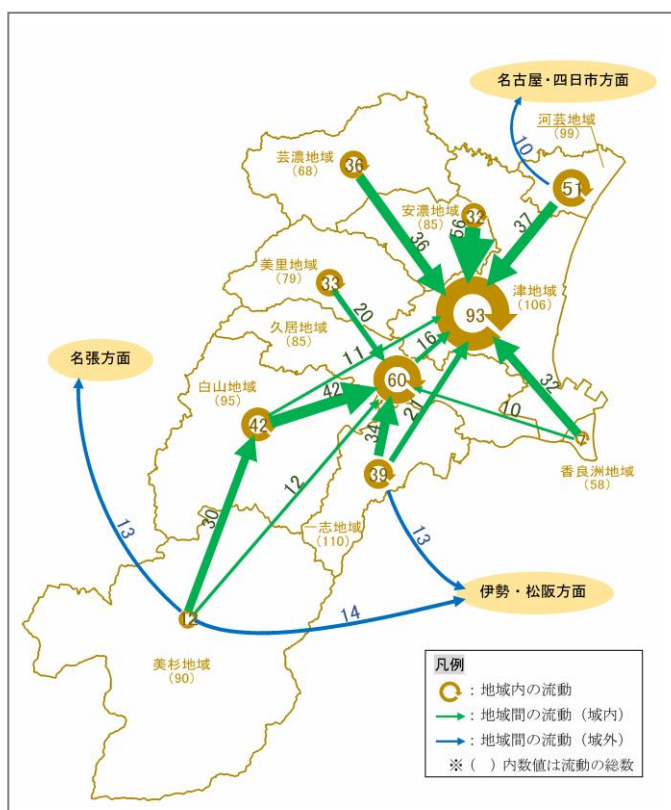 名古屋・四日市方面
河芸地域
(99)
10
芸濃地域
(68)
36
51
安濃地域
(85)
32
56
37
36
美里地域
(79)
33
20
津地域
(106)
93
久居地域
(85)
16
11
60
名張方面
白山地域
(95)
42
42
21
32
10
7
香良洲地域
(58)
34
39
12
30
一志地域
(110)
13
13
伊勢・松阪方面
14
12
美杉地域
(90)
凡例
：地域内の流動
：地域間の流動（域内）
：地域間の流動（域外）
※（　）内数値は流動の総数